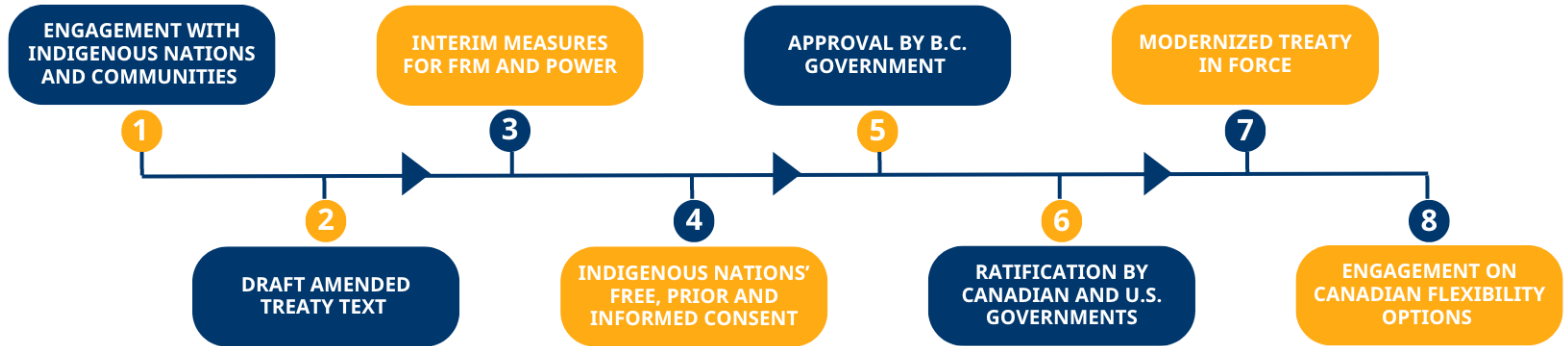 ENGAGEMENT WITH
INDIGENOUS NATIONS
AND COMMUNITIES
1
2
DRAFT AMENDED
TREATY TEXT
INTERIM MEASURES
FOR FRM AND POWER
3
4
INDIGENOUS NATIONS’
FREE, PRIOR AND
INFORMED CONSENT
APPROVAL BY B.C.
GOVERNMENT
5
6
RATIFICATION BY
CANADIAN AND U.S.
GOVERNMENTS
MODERNIZED TREATY
IN FORCE
7
8
ENGAGEMENT ON
CANADIAN FLEXIBILITY
OPTIONS